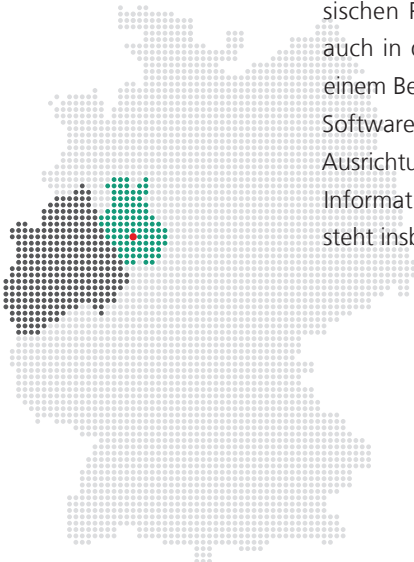 sischen
auch in
einem Be
Software
Ausrichtu
Informat
steht insb